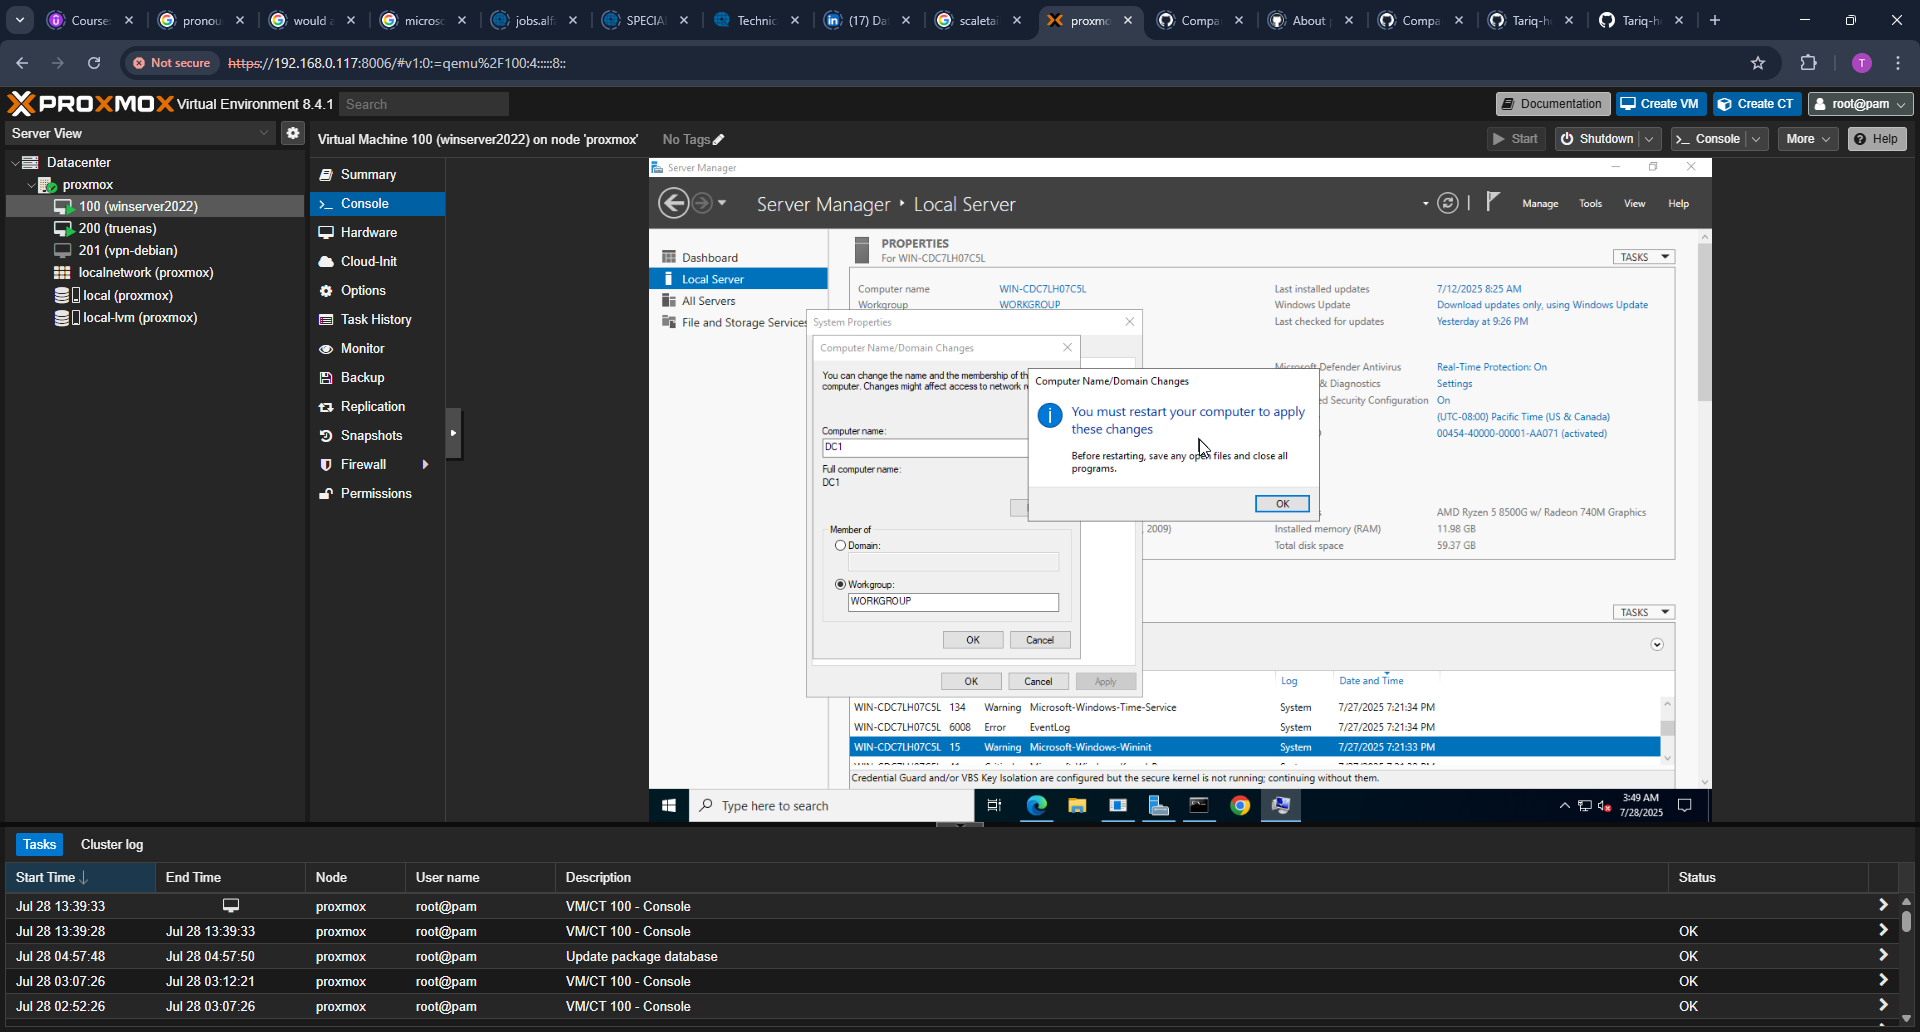 Course:
pronou
would a
microso
jobs.alfa
SPECIAL
Technic
(17) Da
scaletail
proxmo
Compa
About
Compa
Tariq-h
Tariq-h
Not secure
https://192.168.0.117:8006/#v1:0:=qemu%2F100:4:::::8::
T
PROXMOX Virtual Environment 8.4.1
Search
Documentation
Create VM
Create CT
root@pam
Server View
Virtual Machine 100 (winserver2022) on node 'proxmox'
No Tags
Start
Shutdown
Console
More
Help
Datacenter
proxmox
100 (winserver2022)
200 (truenas)
201 (vpn-debian)
localnetwork (proxmox)
local (proxmox)
local-lvm (proxmox)
Summary
Console
Hardware
Cloud-Init
Options
Task History
Monitor
Backup
Replication
Snapshots
Firewall
Permissions
Server Manager
Server Manager • Local Server
Manage
Tools
View
Help
Dashboard
Local Server
All Servers
File and Storage Services
PROPERTIES
For WIN-CDC7LH07C5L
TASKS
Computer name
WIN-CDC7LH07C5L
Workgroup
WORKGROUP
Last installed updates
7/12/2025 8:25 AM
Windows Update
Download updates only, using Windows Update
Last checked for updates
Yesterday at 9:26 PM
Microsoft Defender Antivirus
Real-Time Protection: On
& Diagnostics
Settings
ed Security Configuration
On
(UTC-08:00) Pacific Time (US & Canada)
00454-40000-00001-AA071 (activated)
AMD Ryzen 5 8500G w/ Radeon 740M Graphics
, 2009)
Installed memory (RAM)
11.98 GB
Total disk space
59.37 GB
System Properties
Computer Name/Domain Changes
You can change the name and the membership of th
computer. Changes might affect access to network r
Computer name:
DC1
Full computer name:
DC1
Member of
Domain:
Workgroup:
WORKGROUP
OK
Cancel
OK
Cancel
Apply
Computer Name/Domain Changes
You must restart your computer to apply
these changes
Before restarting, save any open files and close all
programs.
OK
TASKS
Log
Date and Time
WIN-CDC7LH07C5L 134 Warning Microsoft-Windows-Time-Service System 7/27/2025 7:21:34 PM
WIN-CDC7LH07C5L 6008 Error EventLog System 7/27/2025 7:21:34 PM
WIN-CDC7LH07C5L 15 Warning Microsoft-Windows-Wininit System 7/27/2025 7:21:33 PM
Credential Guard and/or VBS Key Isolation are configured but the secure kernel is not running; continuing without them.
Type here to search
3:49 AM
7/28/2025
Tasks
Cluster log
Start Time End Time Node User name Description Status
Jul 28 13:39:33 proxmox root@pam VM/CT 100 - Console
Jul 28 13:39:28 Jul 28 13:39:33 proxmox root@pam VM/CT 100 - Console OK
Jul 28 04:57:48 Jul 28 04:57:50 proxmox root@pam Update package database OK
Jul 28 03:07:26 Jul 28 03:12:21 proxmox root@pam VM/CT 100 - Console OK
Jul 28 02:52:26 Jul 28 03:07:26 proxmox root@pam VM/CT 100 - Console OK